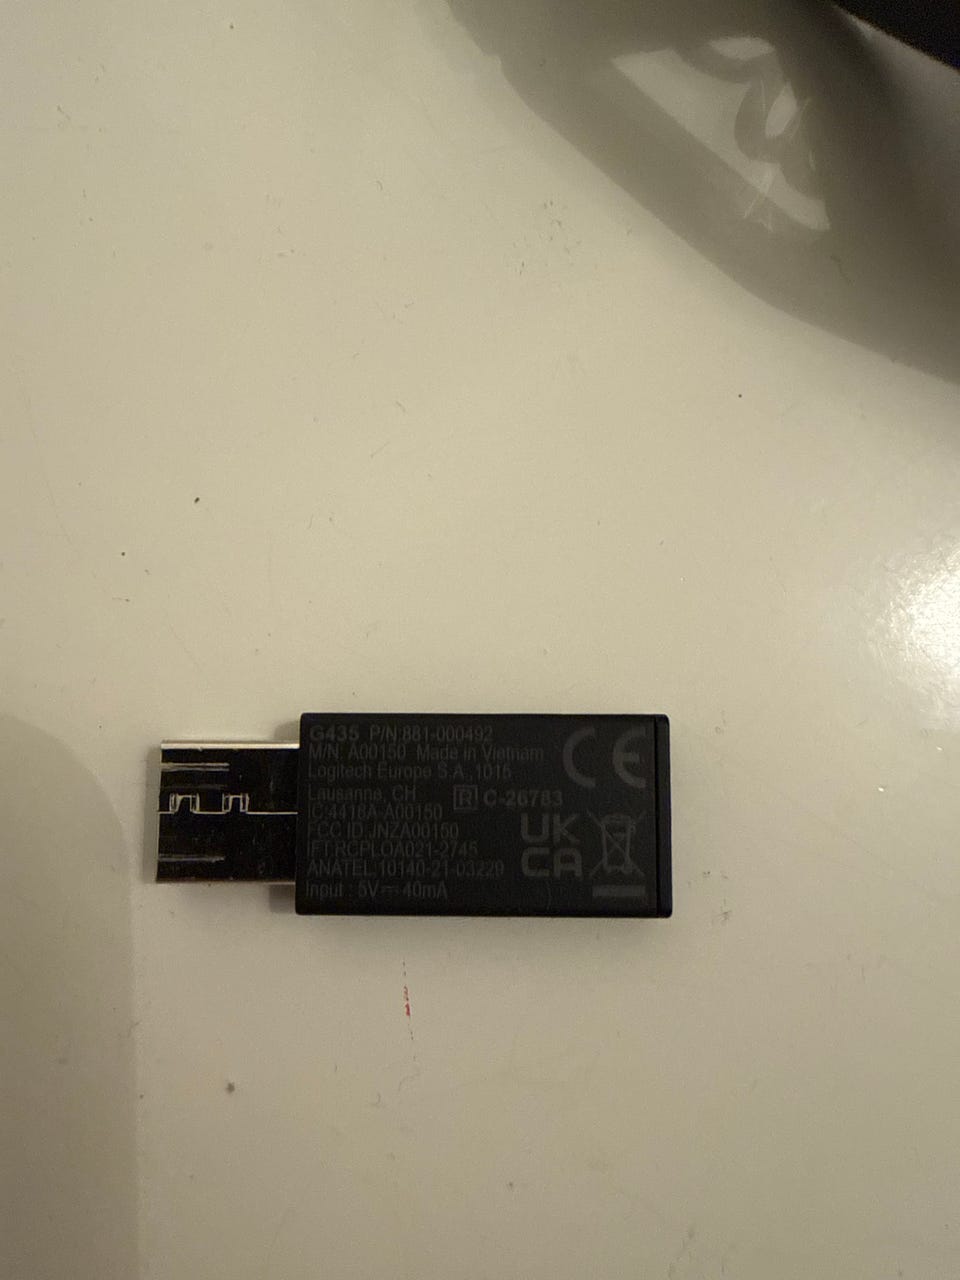 G435 P/N:881-000492
M/N: A00150 Made in Vietnam
Logitech Europe S.A.,1015
Lausanne, CH
R C-26783
IC:4418A-A00150
FCC ID:JNZA00150
IFT:RCPLOA021-2745
ANATEL:10140-21-03229
Input : 5V⎓40mA
CE
UK
CA